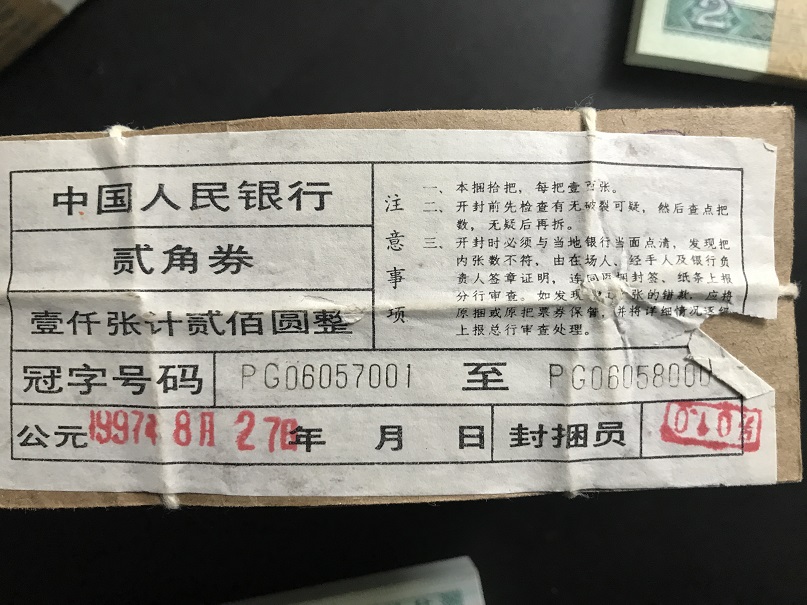 2
中国人民银行
贰角券
壹仟张计贰佰圆整
注意事项
一、本捆拾把，每把壹百张。
二、开封前先检查有无破裂可疑，然后查点把
数，无疑后再拆。
三、开封时必须与当地银行当面点清，发现把
内张数不符，由在场人、经手人及银行负
责人签章证明，连同原捆封签、纸条上报
分行审查。如发现 张的错款，应将
原捆或原把票券保管，并将详细情况逐级
上报总行审查处理。
冠字号码 PG06057001 至 PG06058000
公元 1997年 8月 27日 年 月 日 封捆员